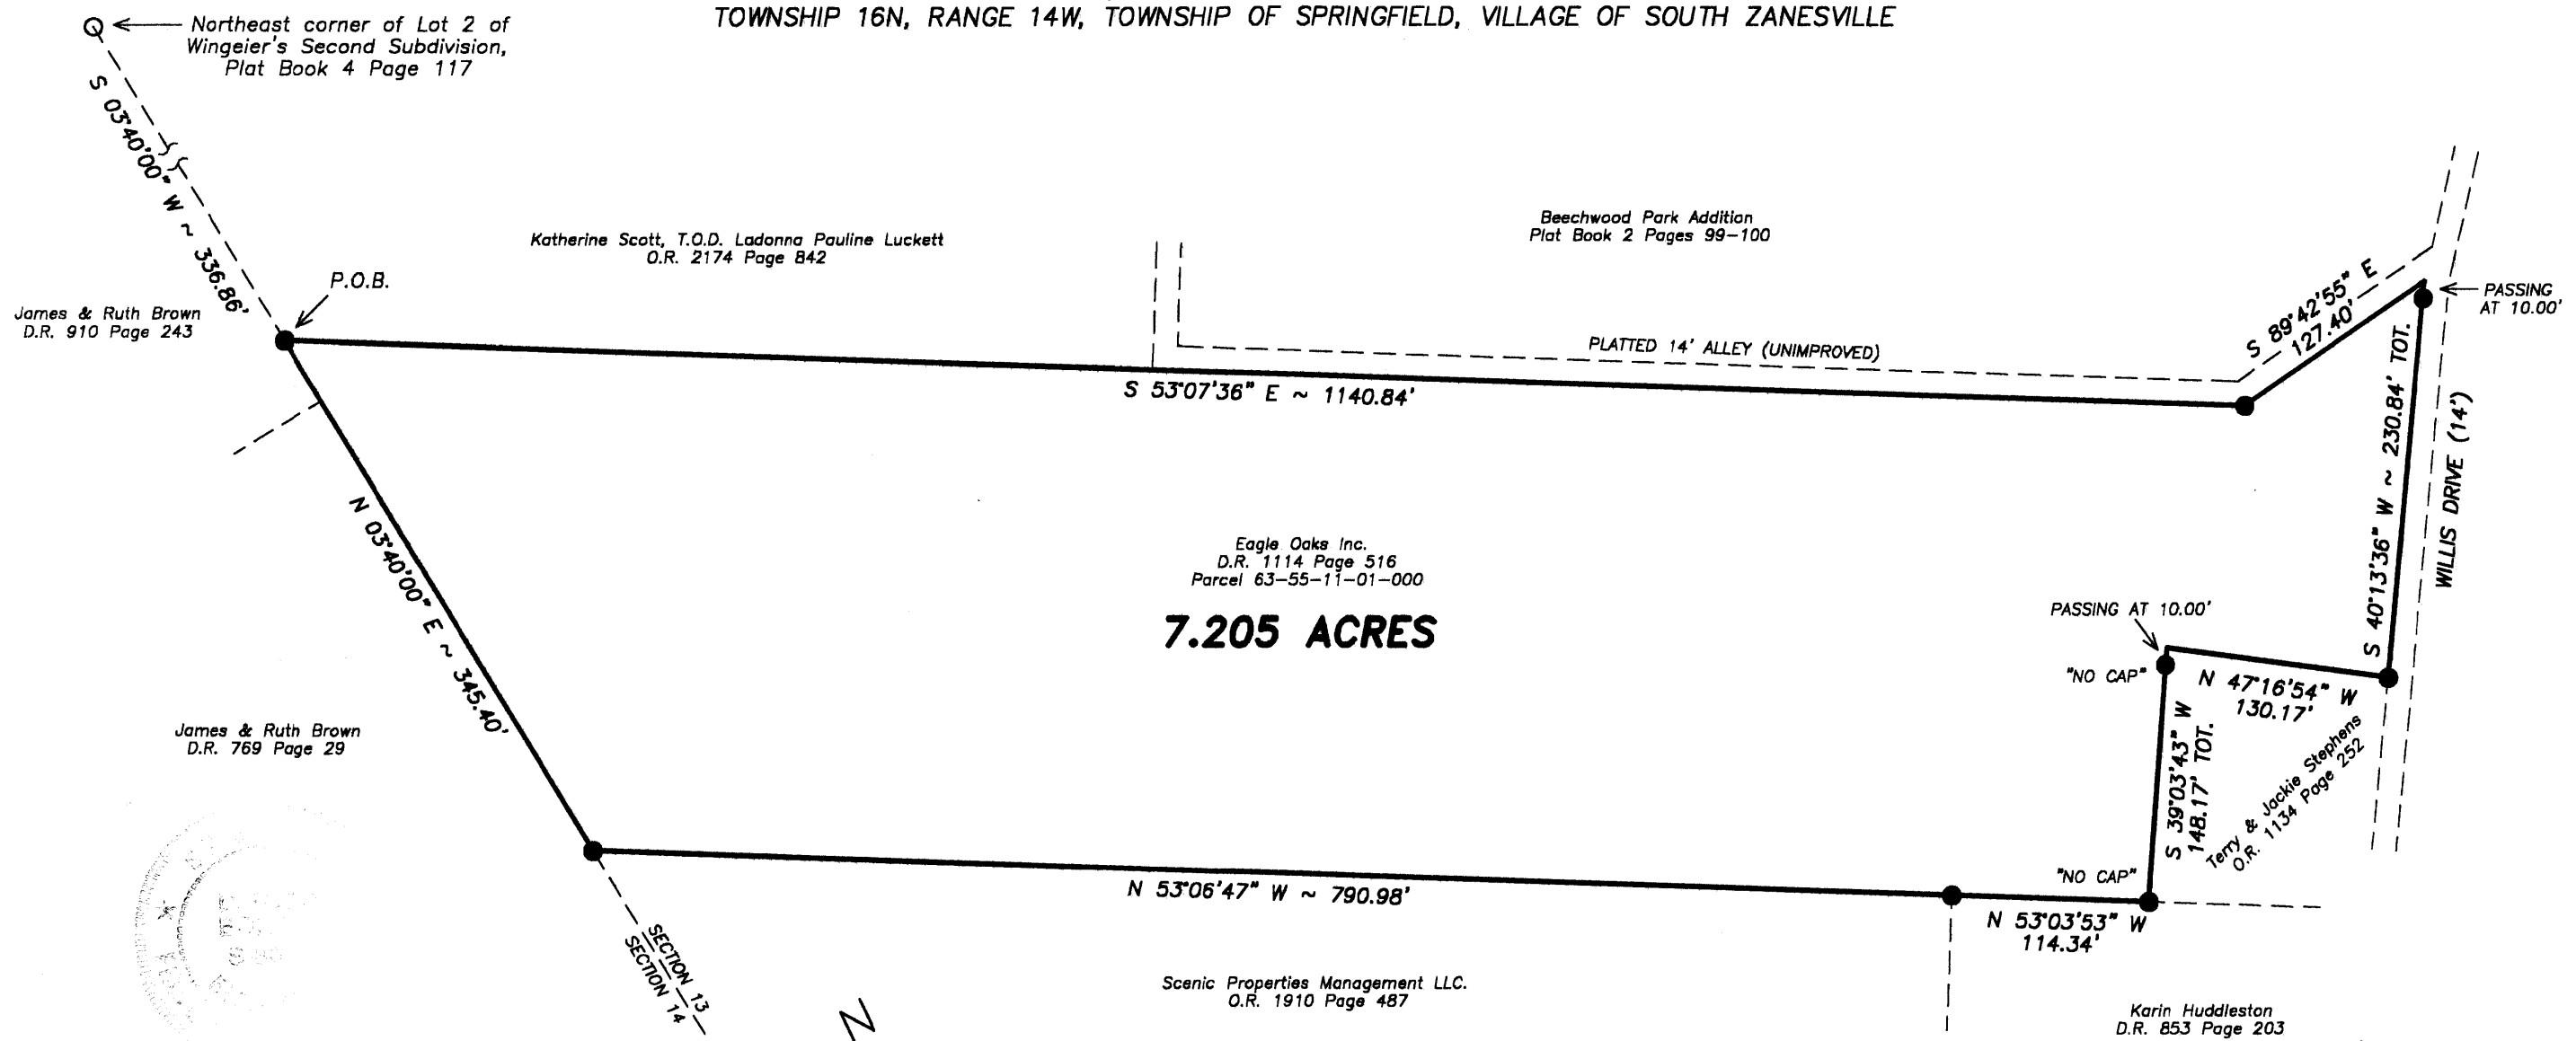 TOWNSHIP 16N, RANGE 14W, TOWNSHIP OF SPRINGFIELD, VILLAGE OF SOUTH ZANESVILLE
Northeast corner of Lot 2 of
Wingeier's Second Subdivision,
Plat Book 4 Page 117
S 03°40'00" W ~ 336.86'
James & Ruth Brown
D.R. 910 Page 243
P.O.B.
Katherine Scott, T.O.D. Ladonna Pauline Luckett
O.R. 2174 Page 842
Beechwood Park Addition
Plat Book 2 Pages 99-100
PLATTED 14' ALLEY (UNIMPROVED)
S 53°07'36" E ~ 1140.84'
S 89°42'55" E
127.40'
PASSING
AT 10.00'
S 40°13'36" W ~ 230.84' TOT.
WILLIS DRIVE (14')
N 03°40'00" E ~ 345.40'
Eagle Oaks Inc.
D.R. 1114 Page 516
Parcel 63-55-11-01-000
7.205 ACRES
PASSING AT 10.00'
"NO CAP"
N 47°16'54" W
130.17'
S 39°03'43" W
148.17' TOT.
Terry & Jackie Stephens
O.R. 1134 Page 252
James & Ruth Brown
D.R. 769 Page 29
"NO CAP"
N 53°06'47" W ~ 790.98'
N 53°03'53" W
114.34'
SECTION 13
SECTION 14
Scenic Properties Management LLC.
O.R. 1910 Page 487
Karin Huddleston
D.R. 853 Page 203
N